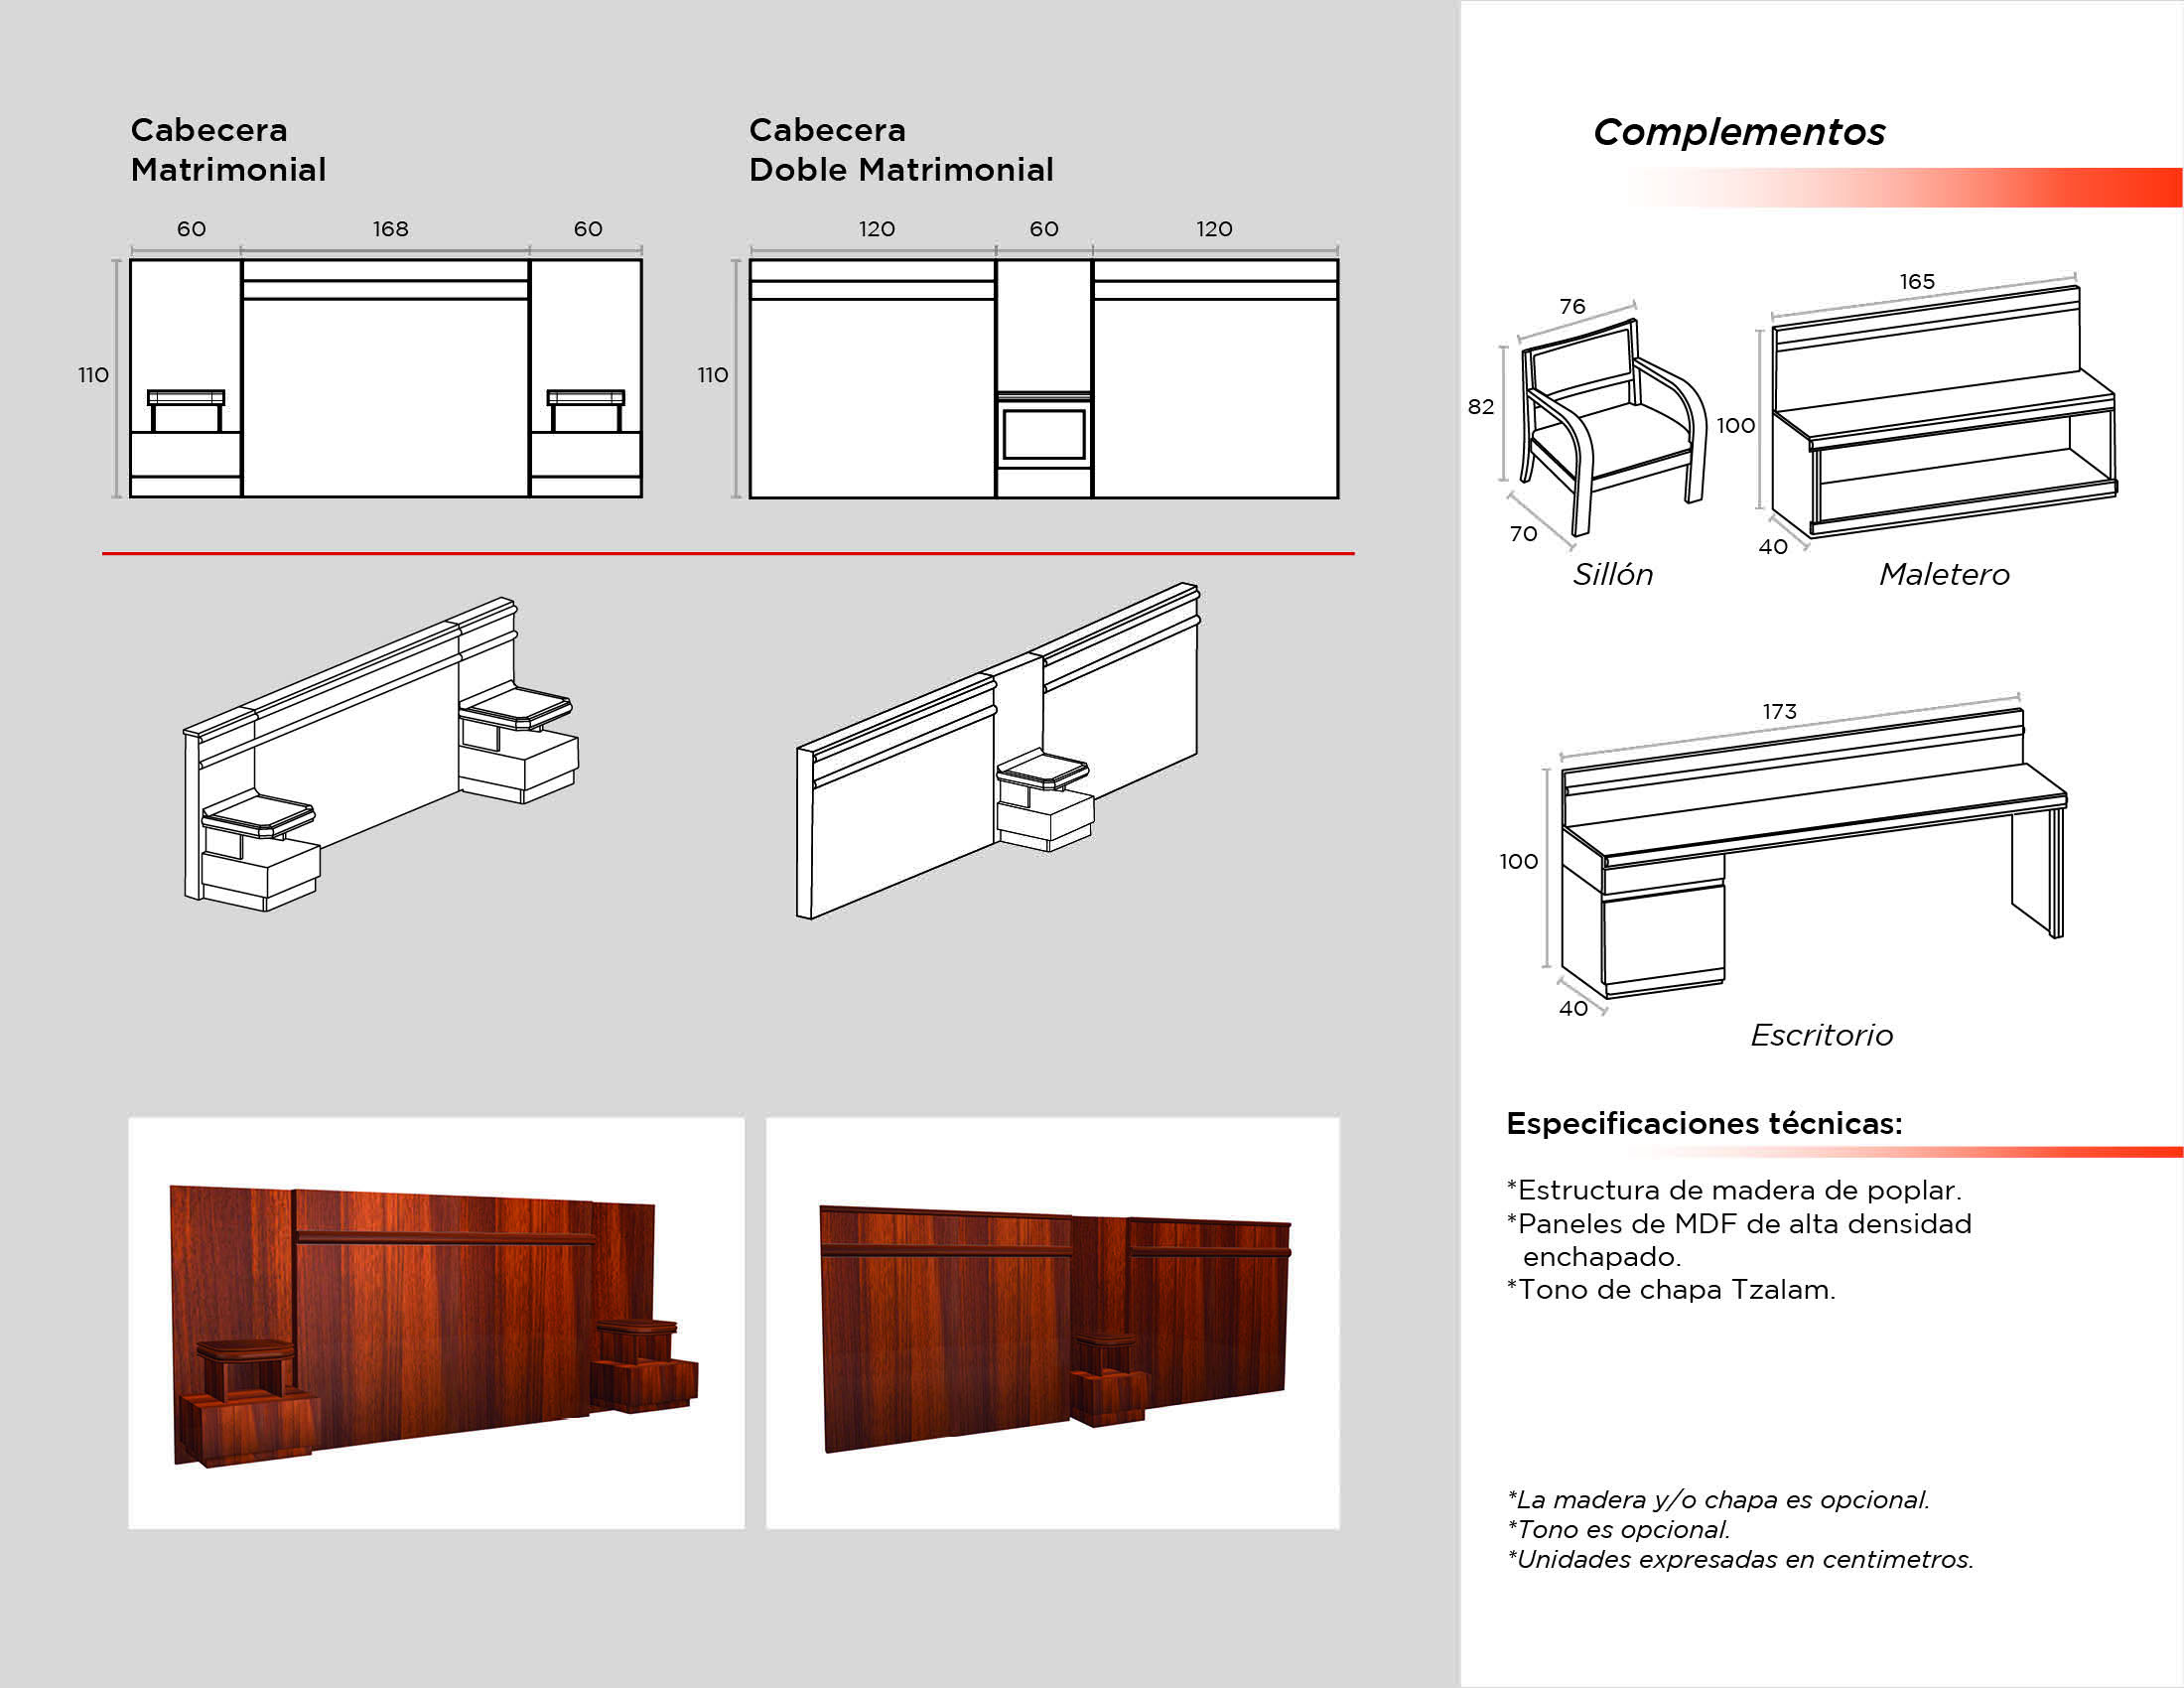 Cabecera
Matrimonial
60 168 60
110
Cabecera
Doble Matrimonial
120 60 120
110
Complementos
76
82
70
Sillón
165
100
40
Maletero
173
100
40
Escritorio
Especificaciones técnicas:
*Estructura de madera de poplar.
*Paneles de MDF de alta densidad
enchapado.
*Tono de chapa Tzalam.
*La madera y/o chapa es opcional.
*Tono es opcional.
*Unidades expresadas en centimetros.